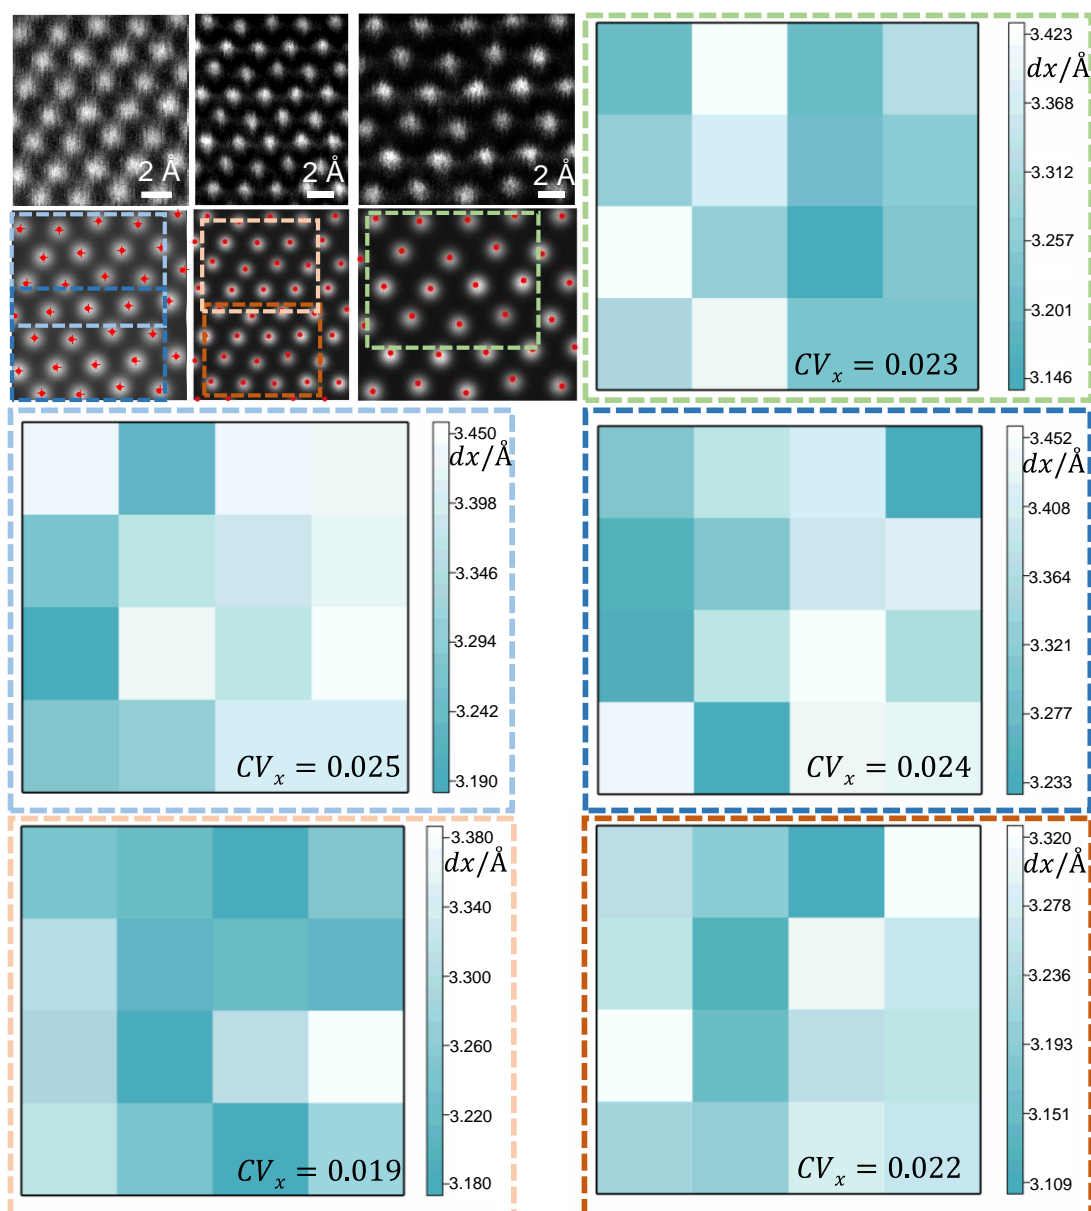 2 Å
2 Å
2 Å
3.423
dx/Å
3.368
3.312
3.257
3.201
3.146
CVₓ = 0.023
3.450
dx/Å
3.398
3.346
3.294
3.242
3.190
CVₓ = 0.025
3.452
dx/Å
3.408
3.364
3.321
3.277
3.233
CVₓ = 0.024
3.380
dx/Å
3.340
3.300
3.260
3.220
3.180
CVₓ = 0.019
3.320
dx/Å
3.278
3.236
3.193
3.151
3.109
CVₓ = 0.022